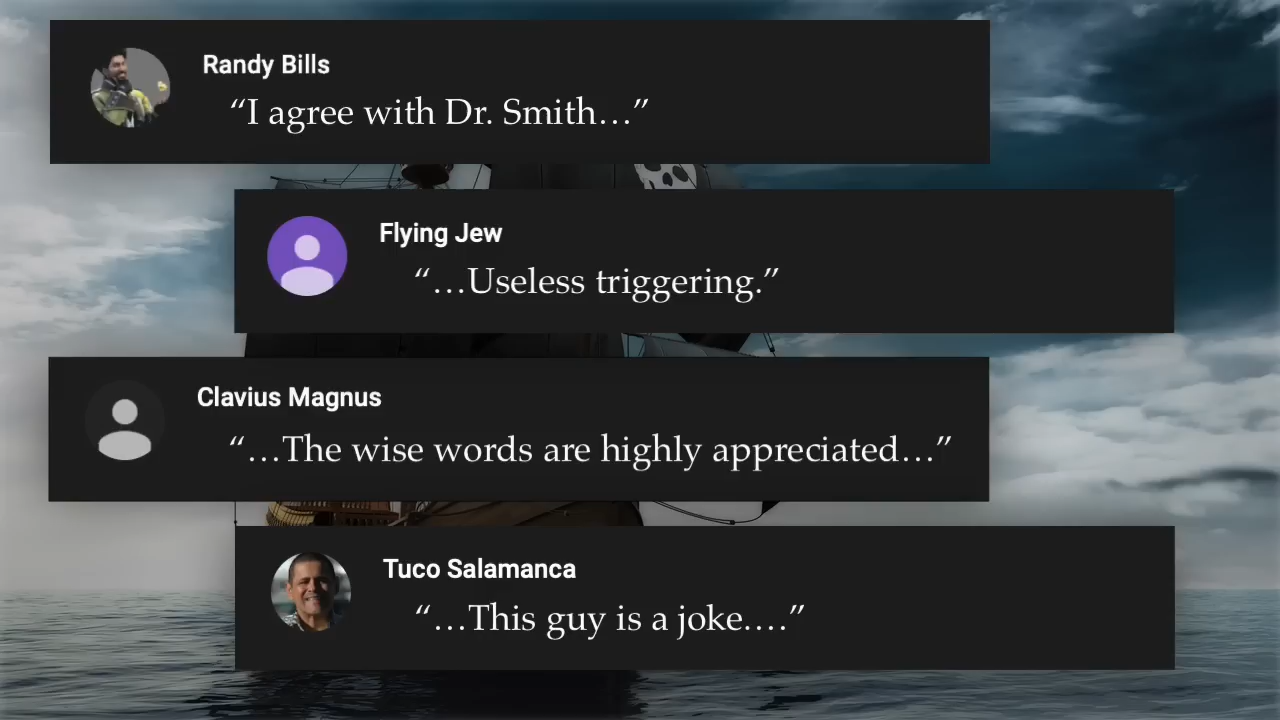 Randy Bills
“I agree with Dr. Smith…”
Flying Jew
“…Useless triggering.”
Clavius Magnus
“…The wise words are highly appreciated…”
Tuco Salamanca
“…This guy is a joke.…”